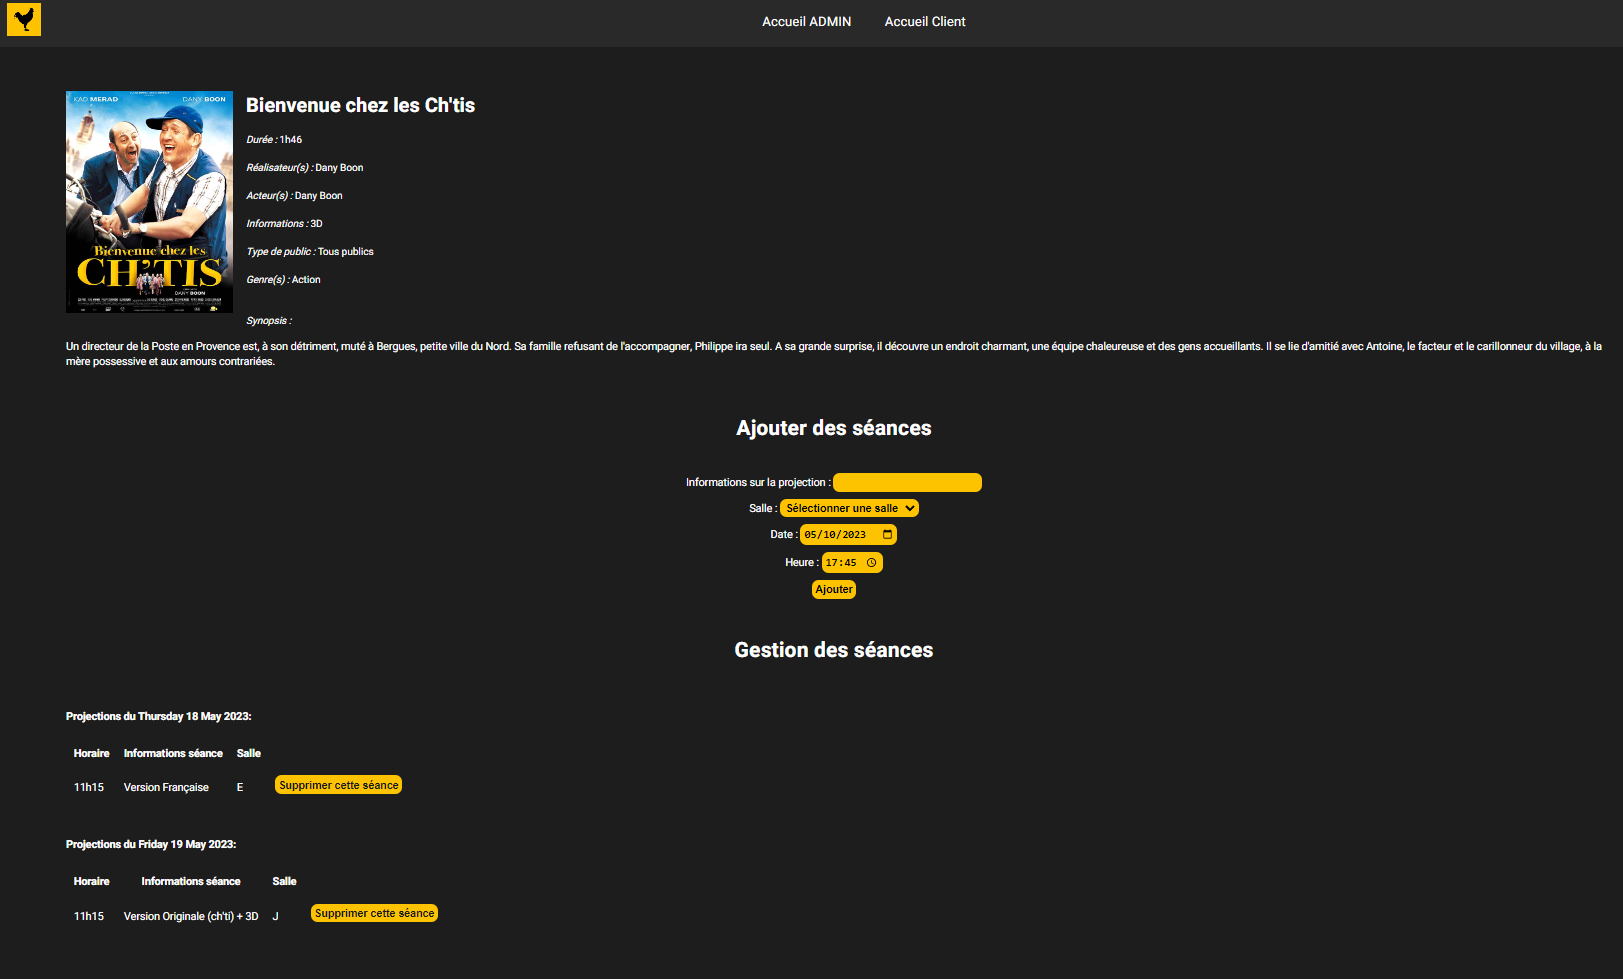 Accueil ADMIN Accueil Client
KAD MERAD DANY BOON
Bienvenue chez les
CH'TIS
DANY BOON
Bienvenue chez les Ch'tis
Durée : 1h46
Réalisateur(s) : Dany Boon
Acteur(s) : Dany Boon
Informations : 3D
Type de public : Tous publics
Genre(s) : Action
Synopsis :
Un directeur de la Poste en Provence est, à son détriment, muté à Bergues, petite ville du Nord. Sa famille refusant de l'accompagner, Philippe ira seul. A sa grande surprise, il découvre un endroit charmant, une équipe chaleureuse et des gens accueillants. Il se lie d'amitié avec Antoine, le facteur et le carillonneur du village, à la
mère possessive et aux amours contrariées.
Ajouter des séances
Informations sur la projection :
Salle : Sélectionner une salle
Date : 05/10/2023
Heure : 17:45
Ajouter
Gestion des séances
Projections du Thursday 18 May 2023:
Horaire Informations séance Salle
11h15 Version Française E Supprimer cette séance
Projections du Friday 19 May 2023:
Horaire Informations séance Salle
11h15 Version Originale (ch'ti) + 3D J Supprimer cette séance